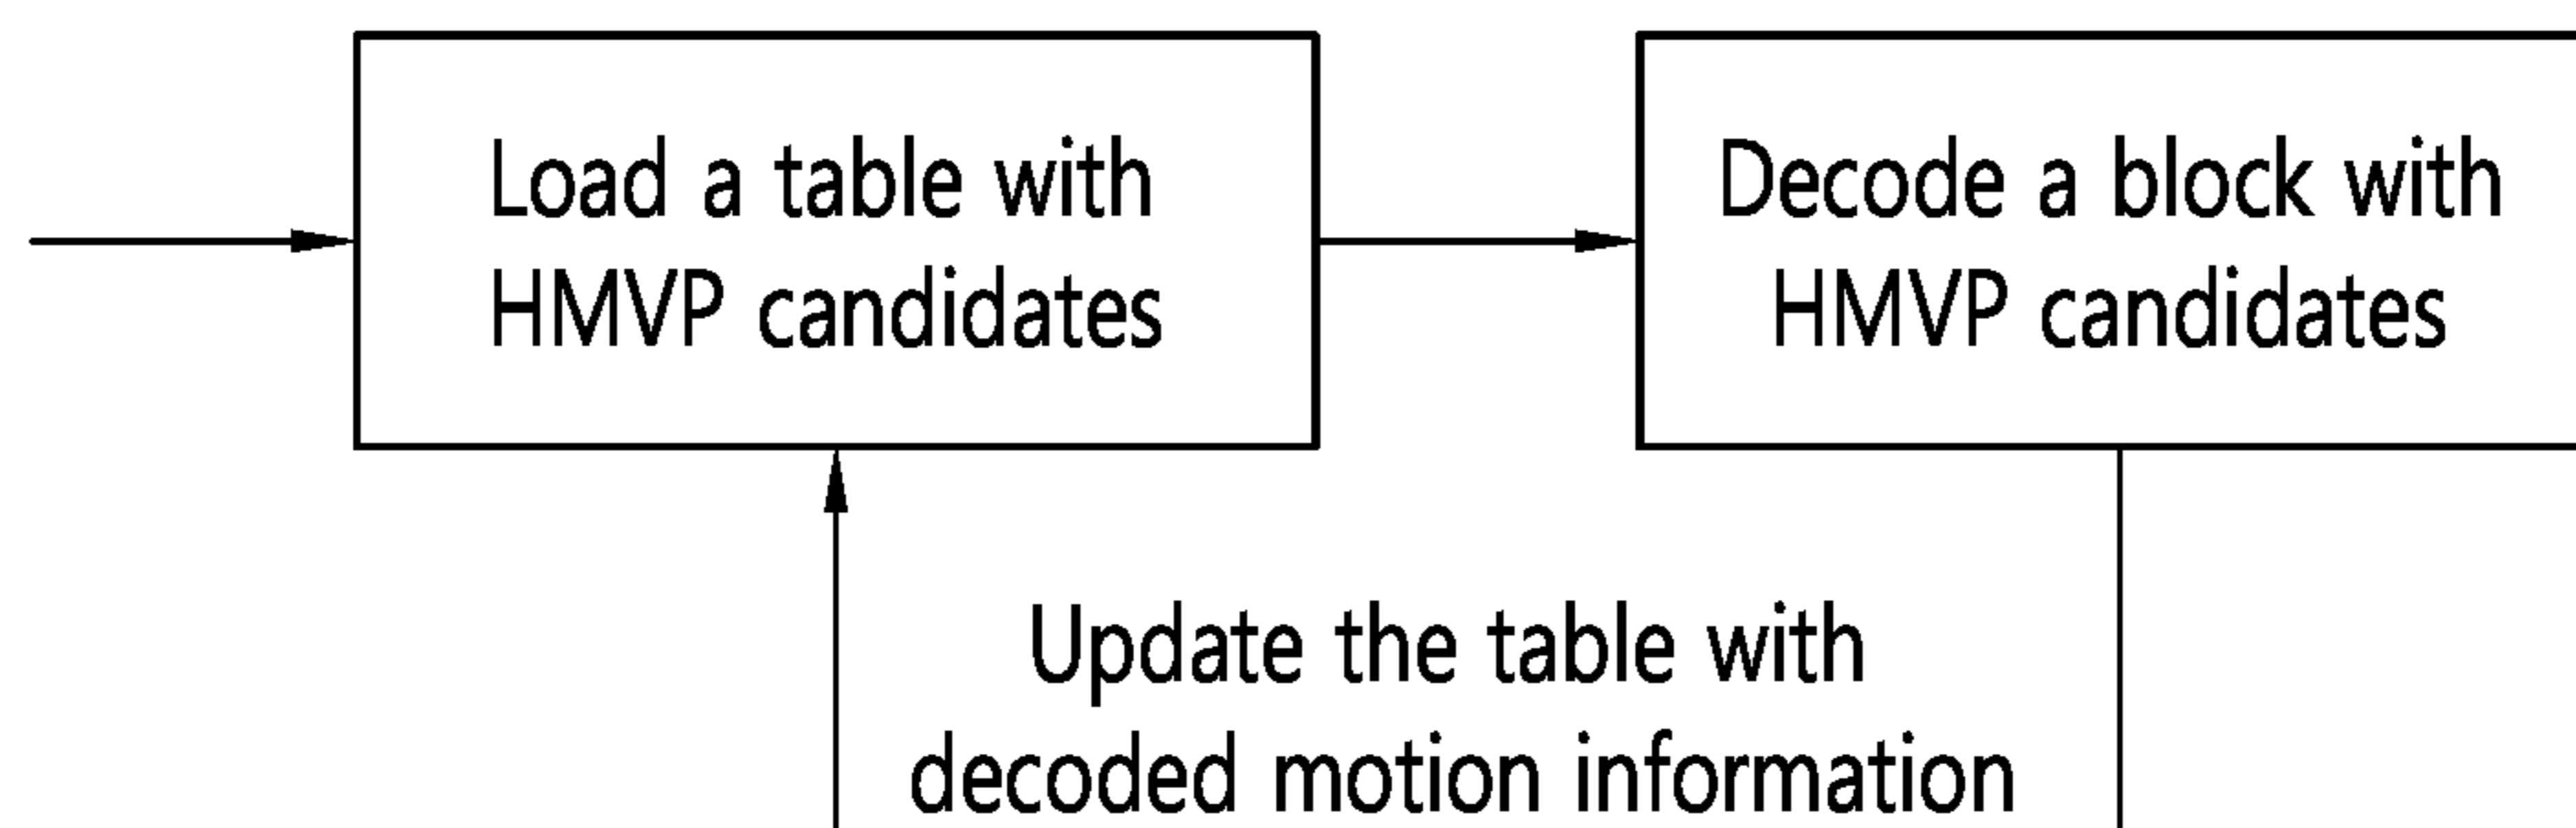 Load a table with
HMVP candidates
Decode a block with
HMVP candidates
Update the table with
decoded motion information